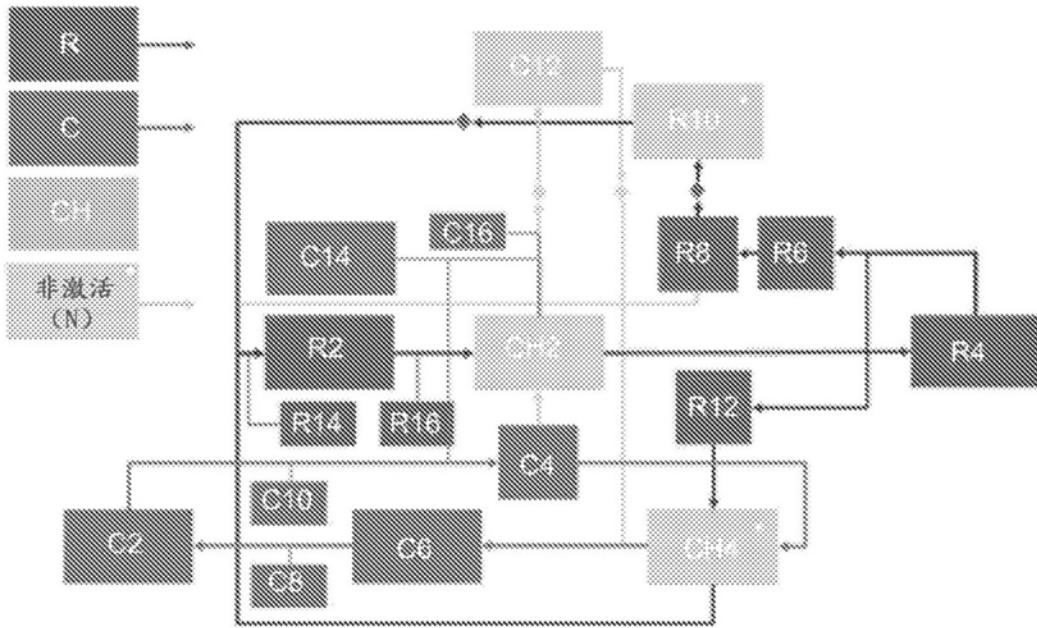 R
C
CH
非激活
（N）
C12
R10
C16
C14
R8
R6
R2
CH2
R4
R14
R16
R12
C4
C10
C2
C6
CH4
C8